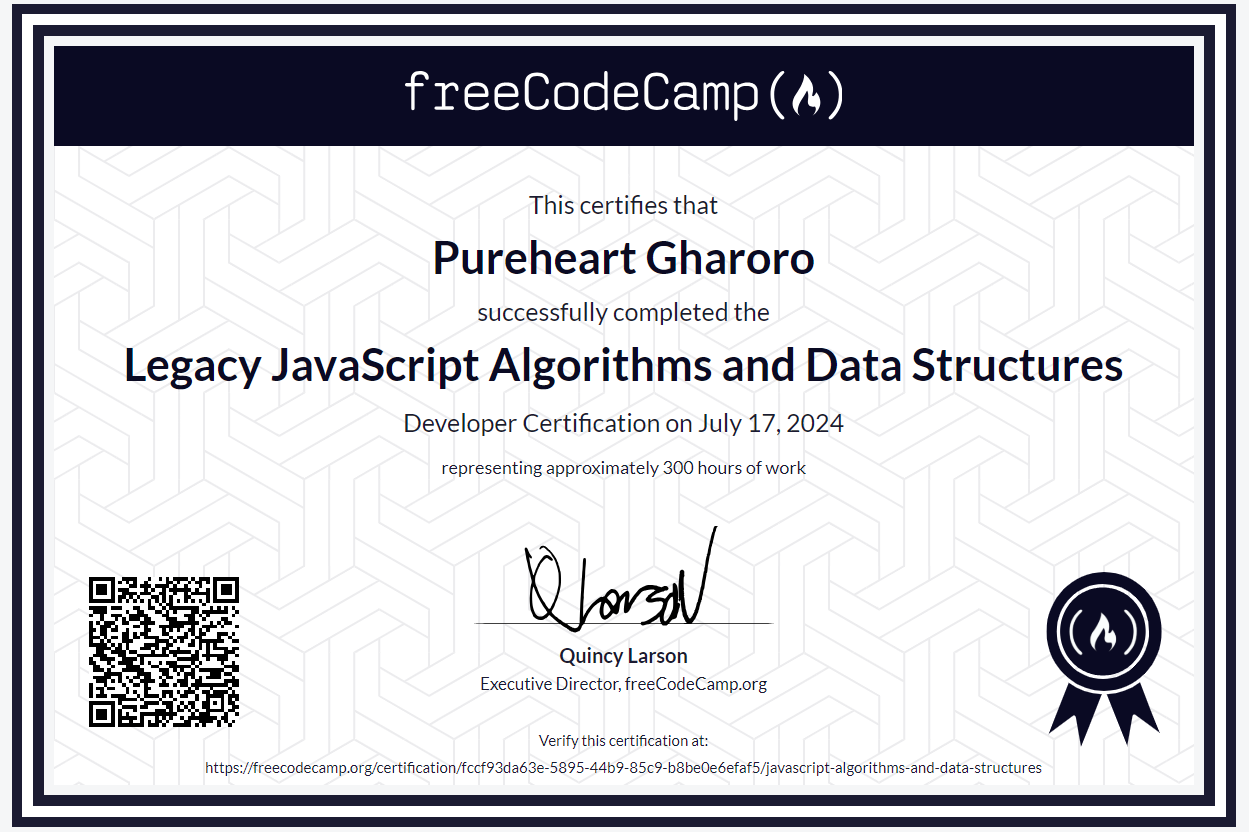 freeCodeCamp(🔥)
This certifies that
Pureheart Gharoro
successfully completed the
Legacy JavaScript Algorithms and Data Structures
Developer Certification on July 17, 2024
representing approximately 300 hours of work
QLarson
Quincy Larson
Executive Director, freeCodeCamp.org
Verify this certification at:
https://freecodecamp.org/certification/fccf93da63e-5895-44b9-85c9-b8be0e6efaf5/javascript-algorithms-and-data-structures